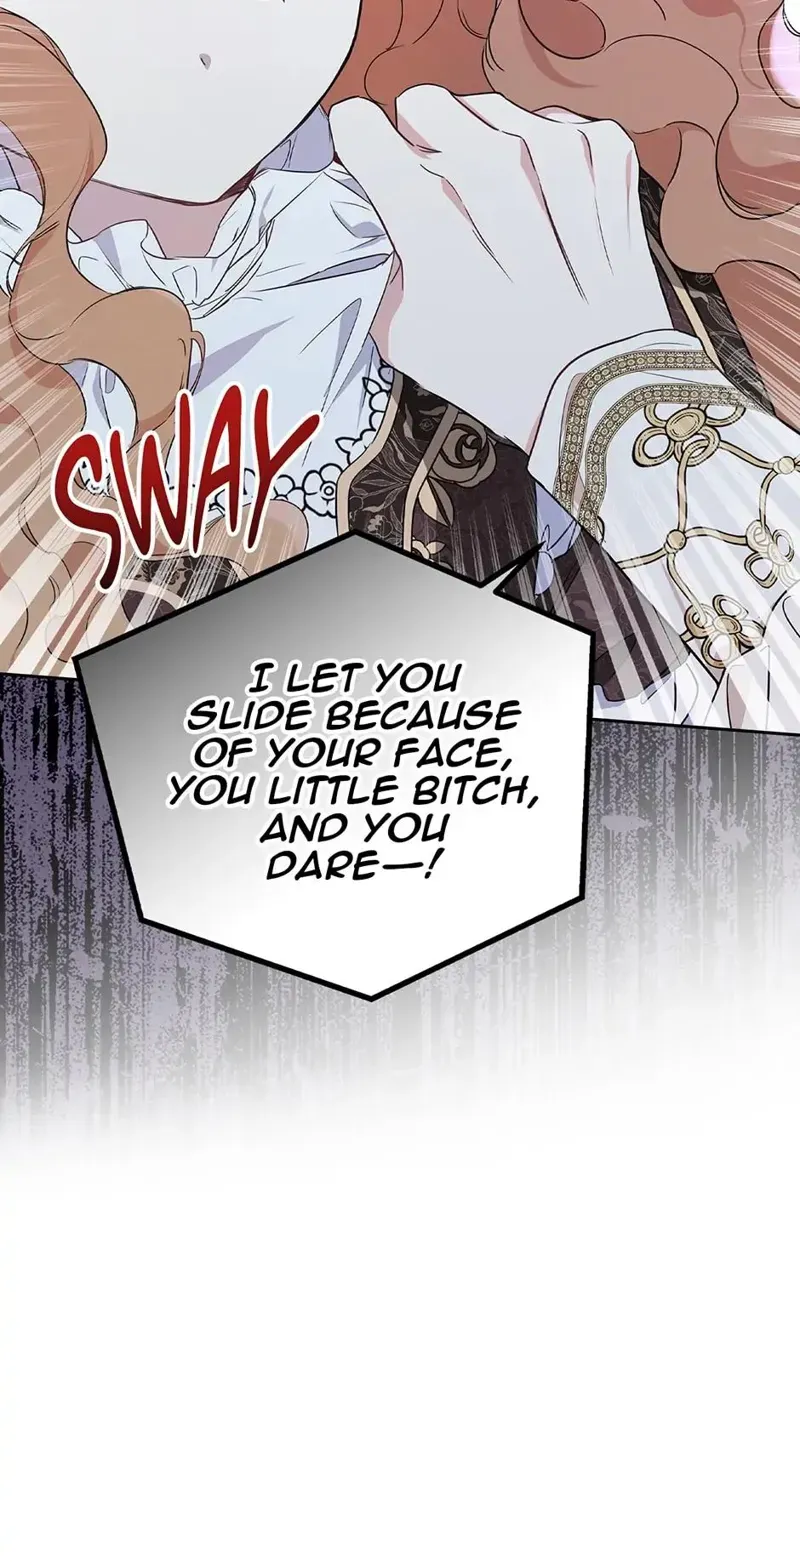 SWAY
I LET YOU
SLIDE BECAUSE
OF YOUR FACE,
YOU LITTLE BITCH,
AND YOU
DARE—!